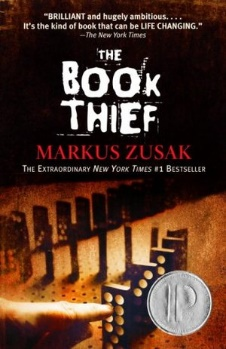 "BRILLIANT and hugely ambitious. . . .
It's the kind of book that can be LIFE CHANGING."
--The New York Times
THE
BOOK
THIEF
MARKUS ZUSAK
THE EXTRAORDINARY NEW YORK TIMES #1 BESTSELLER